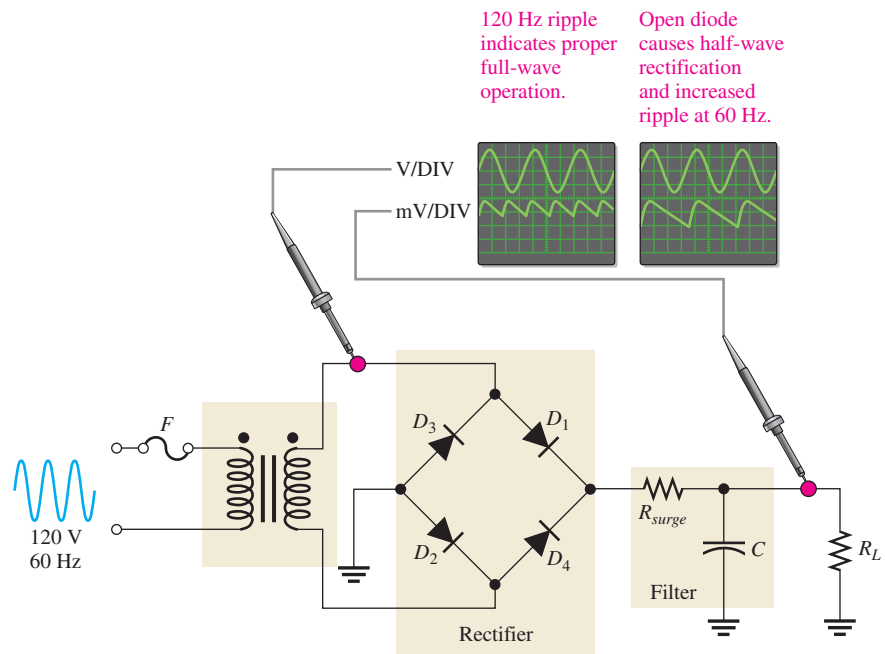 120 Hz ripple
indicates proper
full-wave
operation.
Open diode
causes half-wave
rectification
and increased
ripple at 60 Hz.
V/DIV
mV/DIV
F
D3
D1
D2
D4
120 V
60 Hz
Rsurge
C
RL
Filter
Rectifier